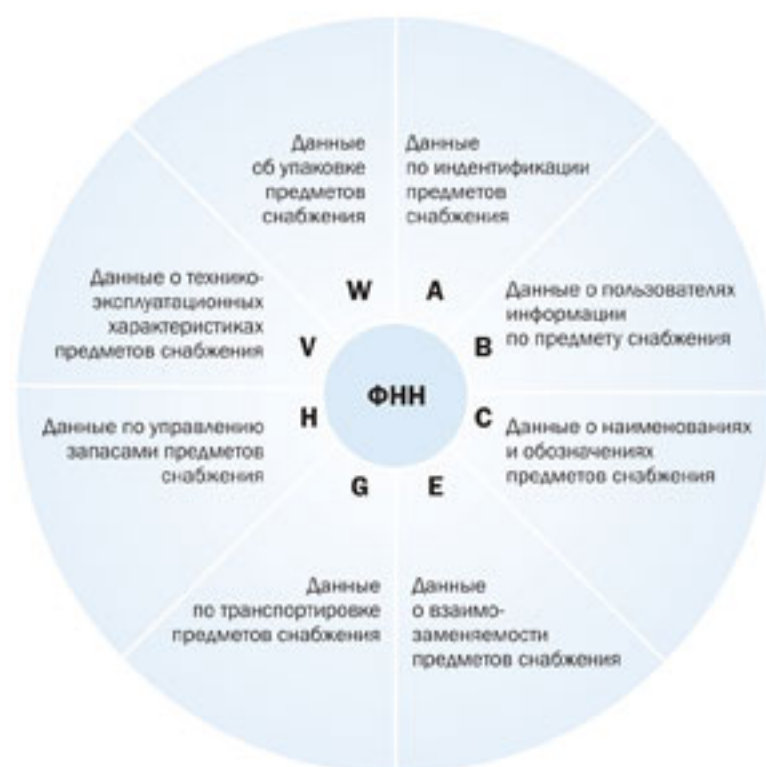 Данные
об упаковке
предметов
снабжения
W
Данные
по индентификации
предметов
снабжения
A
Данные о пользователях
информации
по предмету снабжения
B
Данные о наименованиях
и обозначениях
предметов снабжения
C
Данные
о взаимо-
заменяемости
предметов снабжения
E
Данные
по транспортировке
предметов снабжения
G
Данные по управлению
запасами предметов
снабжения
H
Данные о технико-
эксплуатационных
характеристиках
предметов снабжения
V
ФНН